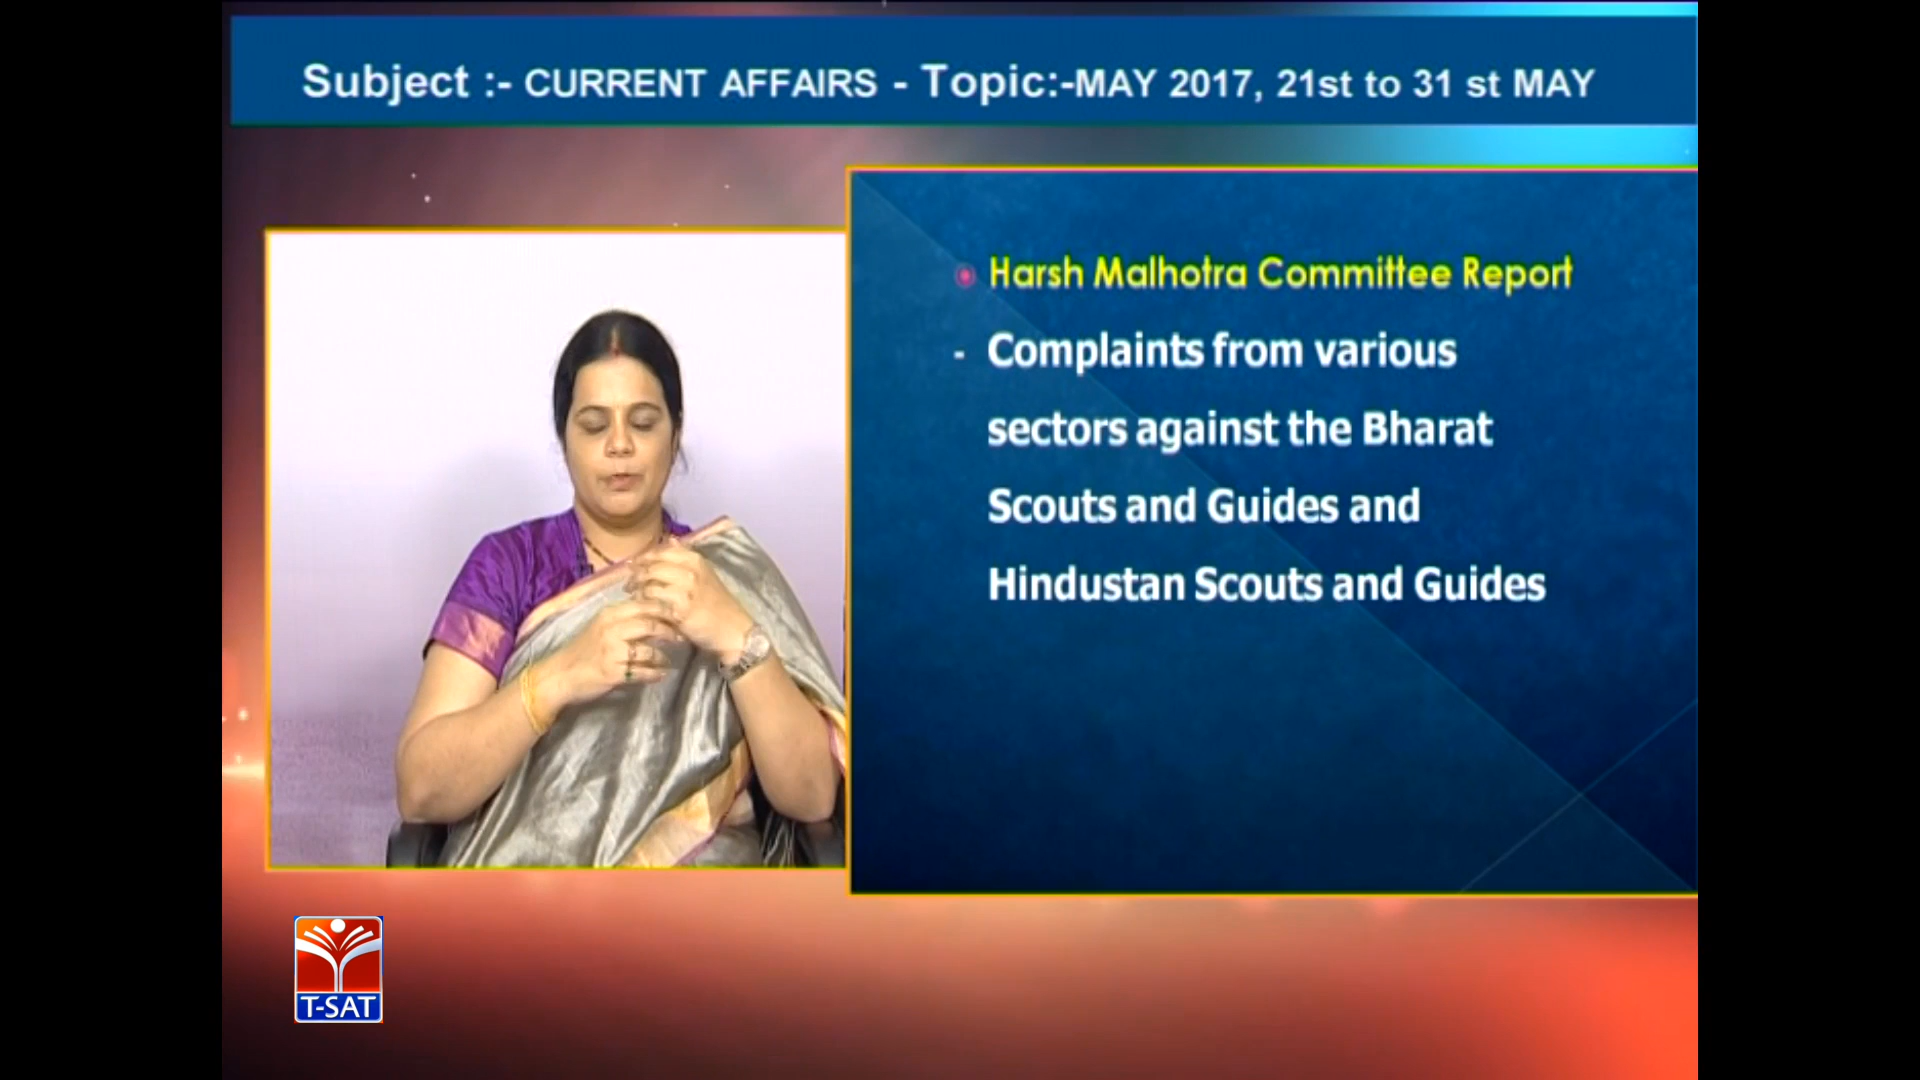 Subject :- CURRENT AFFAIRS - Topic:-MAY 2017, 21st to 31 st MAY
Harsh Malhotra Committee Report
- Complaints from various
sectors against the Bharat
Scouts and Guides and
Hindustan Scouts and Guides
T-SAT